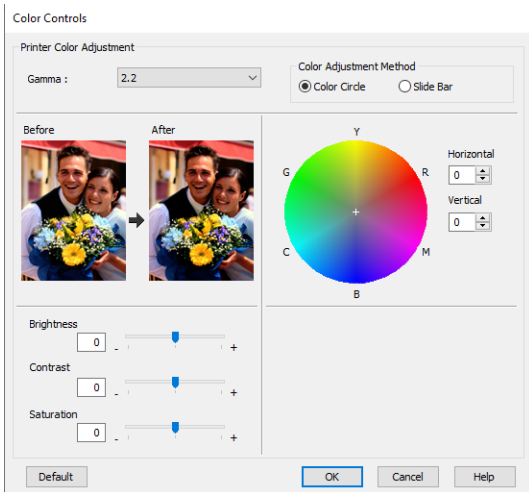 Color Controls
Printer Color Adjustment
Gamma :
2.2
Color Adjustment Method
Color Circle
Slide Bar
Before
After
Y
G
R
C
M
B
Horizontal
0
Vertical
0
Brightness
0
- +
Contrast
0
- +
Saturation
0
- +
Default
OK
Cancel
Help